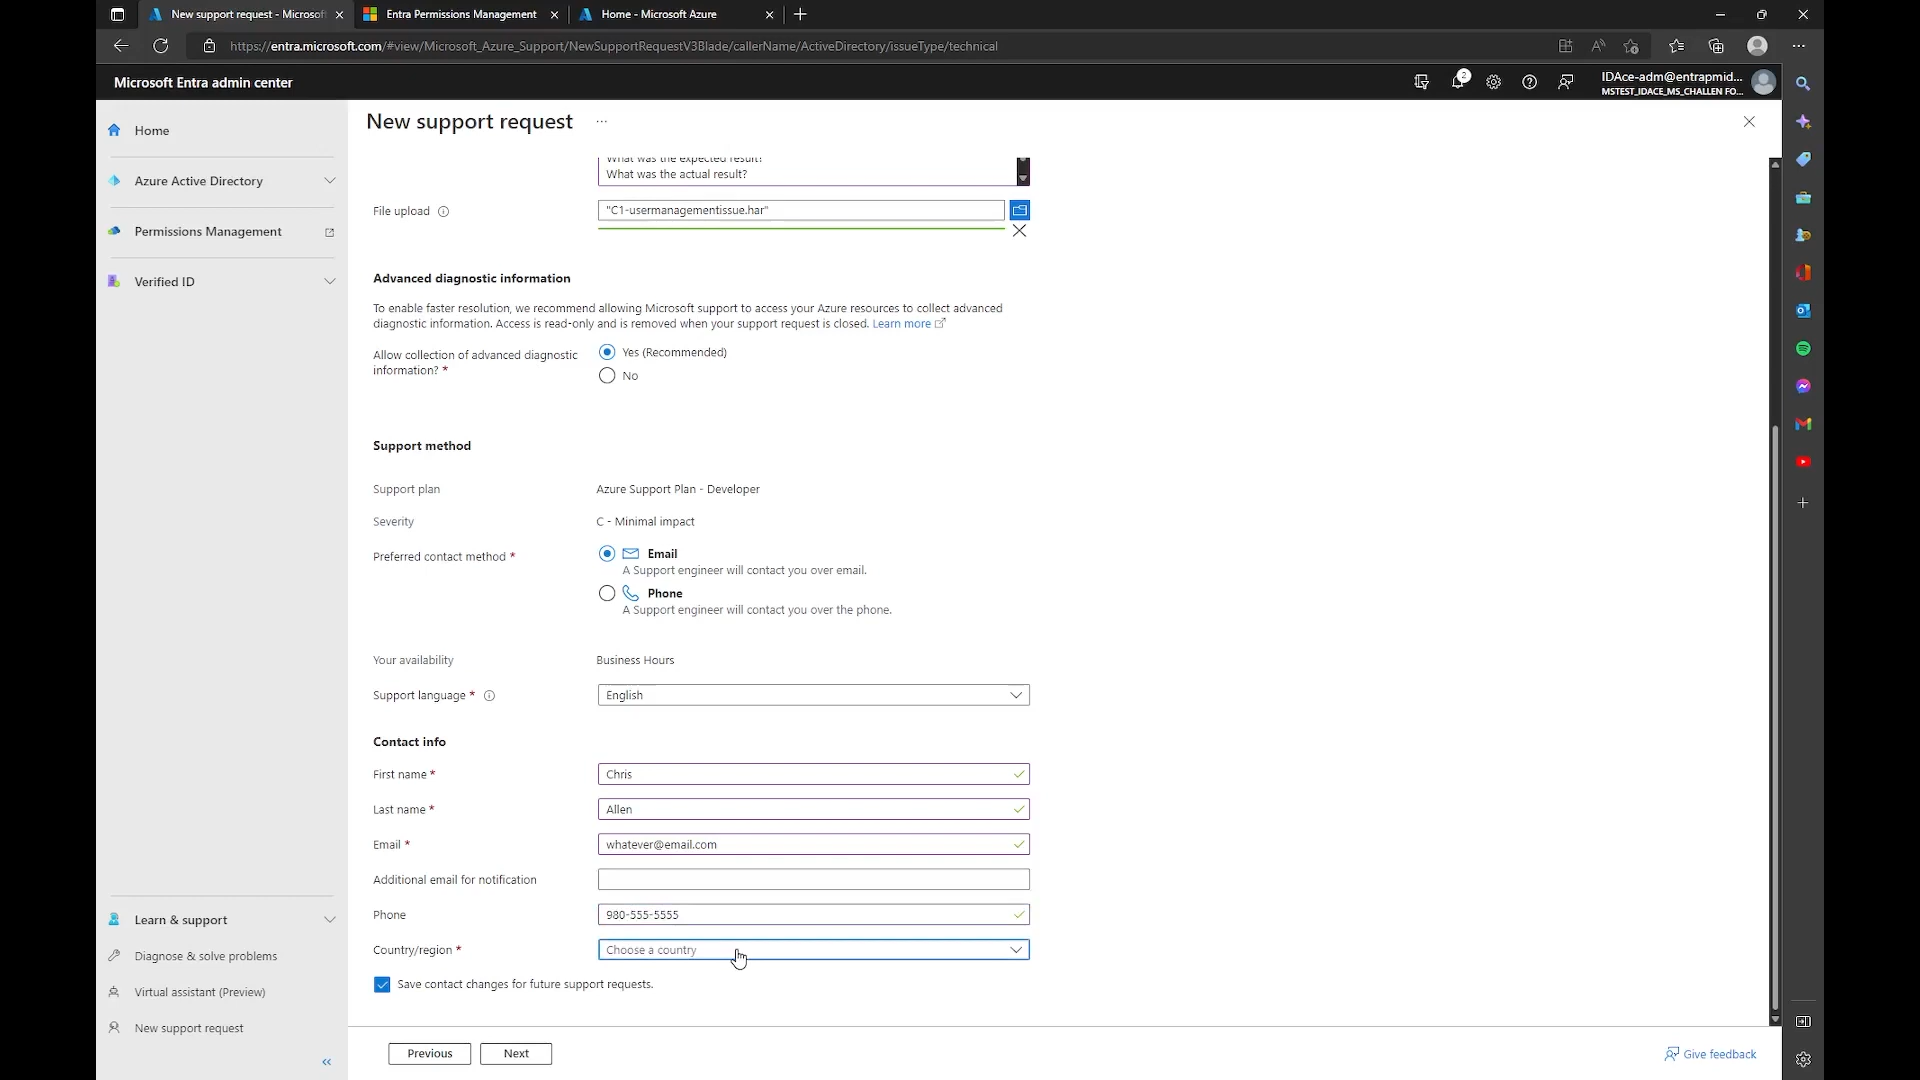 New support request - Microsoft
Entra Permissions Management
Home - Microsoft Azure
https://entra.microsoft.com/#view/Microsoft_Azure_Support/NewSupportRequestV3Blade/callerName/ActiveDirectory/issueType/technical
Microsoft Entra admin center
2
IDAce-adm@entrapmid...
MSTEST_IDACE_MS_CHALLEN FO...
Home
Azure Active Directory
Permissions Management
Verified ID
New support request
...
What was the expected result?
What was the actual result?
File upload
"C1-usermanagementissue.har"
Advanced diagnostic information
To enable faster resolution, we recommend allowing Microsoft support to access your Azure resources to collect advanced
diagnostic information. Access is read-only and is removed when your support request is closed. Learn more
Allow collection of advanced diagnostic
information? *
Yes (Recommended)
No
Support method
Support plan
Azure Support Plan - Developer
Severity
C - Minimal impact
Preferred contact method *
Email
A Support engineer will contact you over email.
Phone
A Support engineer will contact you over the phone.
Your availability
Business Hours
Support language *
English
Contact info
First name *
Chris
Last name *
Allen
Email *
whatever@email.com
Additional email for notification
Phone
980-555-5555
Country/region *
Choose a country
Save contact changes for future support requests.
Learn & support
Diagnose & solve problems
Virtual assistant (Preview)
New support request
Previous
Next
Give feedback